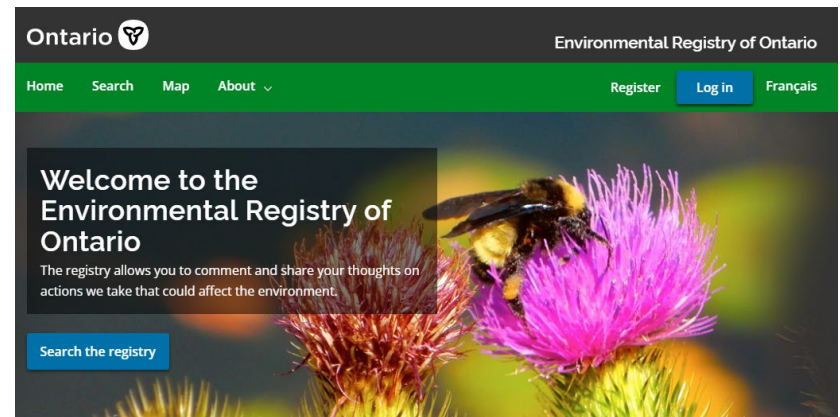 Ontario
Environmental Registry of Ontario
Home Search Map About Register Log in Français
Welcome to the
Environmental Registry of
Ontario
The registry allows you to comment and share your thoughts on
actions we take that could affect the environment.
Search the registry